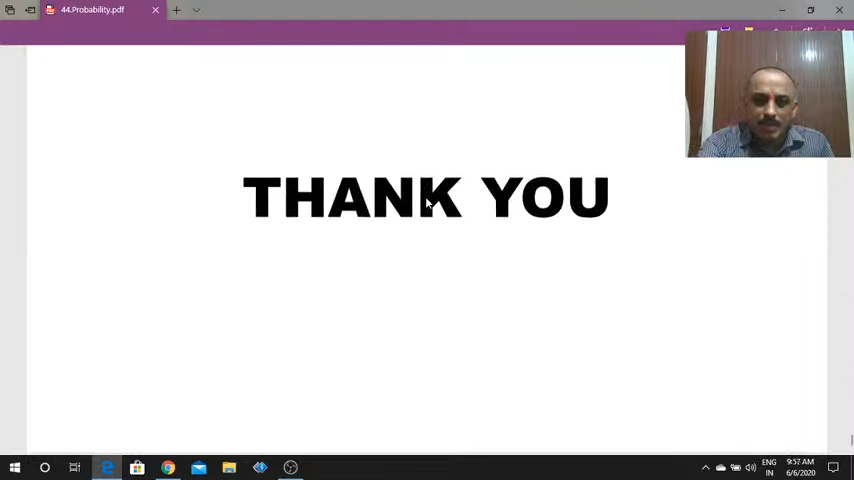 44.Probability.pdf
THANK YOU
ENG
IN
9:57 AM
6/6/2020